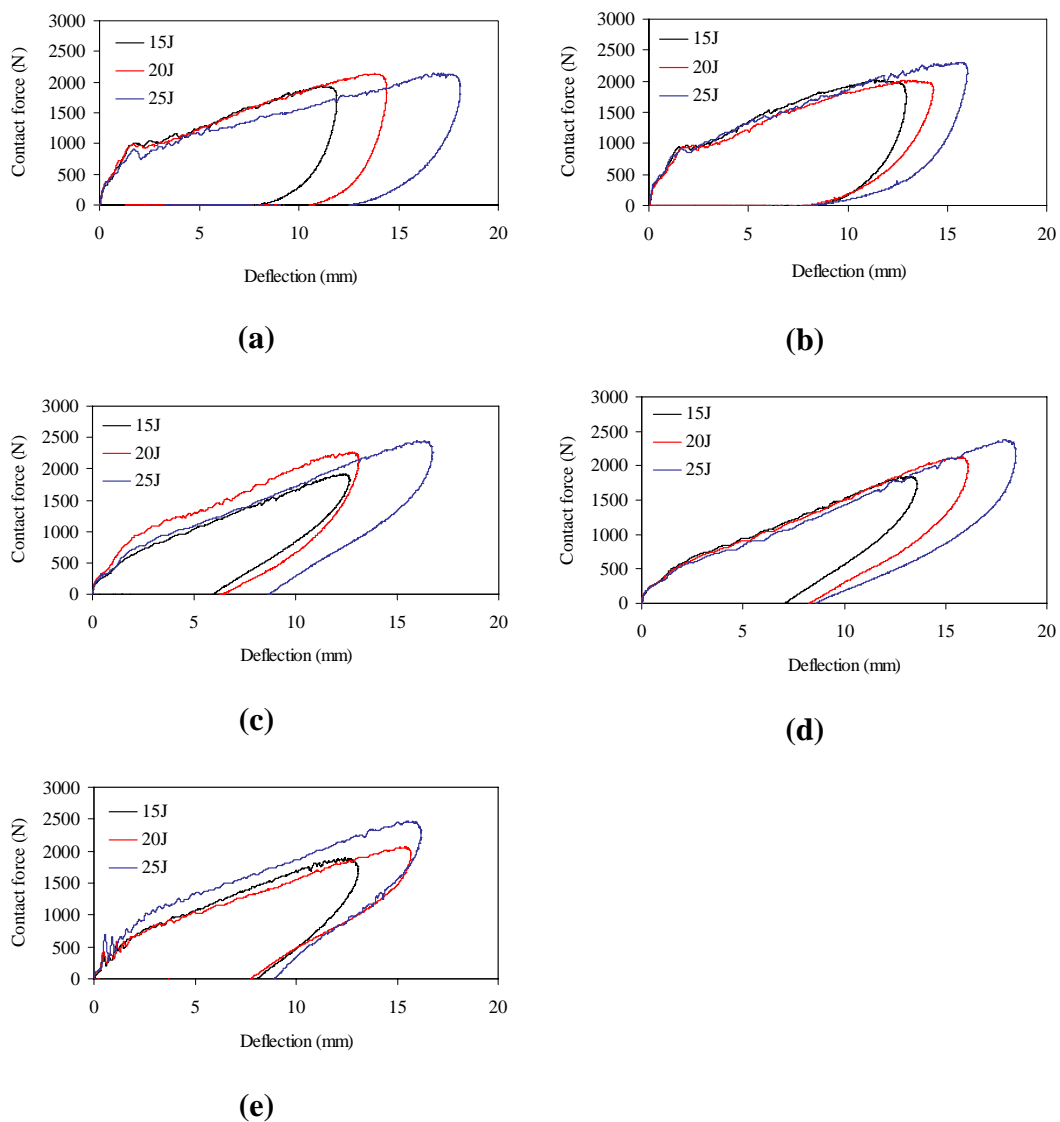 3000
2500
2000
1500
1000
500
0
Contact force (N)
15J
20J
25J
0 5 10 15 20
Deflection (mm)
(a)
3000
2500
2000
1500
1000
500
0
Contact force (N)
15J
20J
25J
0 5 10 15 20
Deflection (mm)
(b)
3000
2500
2000
1500
1000
500
0
Contact force (N)
15J
20J
25J
0 5 10 15 20
Deflection (mm)
(c)
3000
2500
2000
1500
1000
500
0
Contact force (N)
15J
20J
25J
0 5 10 15 20
Deflection (mm)
(d)
3000
2500
2000
1500
1000
500
0
Contact force (N)
15J
20J
25J
0 5 10 15 20
Deflection (mm)
(e)